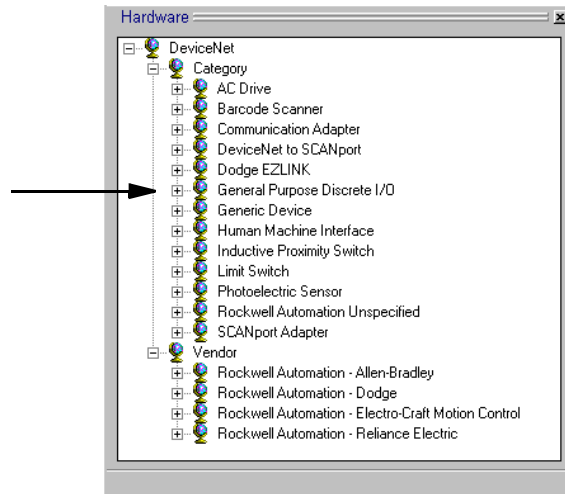 Hardware
DeviceNet
Category
AC Drive
Barcode Scanner
Communication Adapter
DeviceNet to SCANport
Dodge EZLINK
General Purpose Discrete I/O
Generic Device
Human Machine Interface
Inductive Proximity Switch
Limit Switch
Photoelectric Sensor
Rockwell Automation Unspecified
SCANport Adapter
Vendor
Rockwell Automation - Allen-Bradley
Rockwell Automation - Dodge
Rockwell Automation - Electro-Craft Motion Control
Rockwell Automation - Reliance Electric